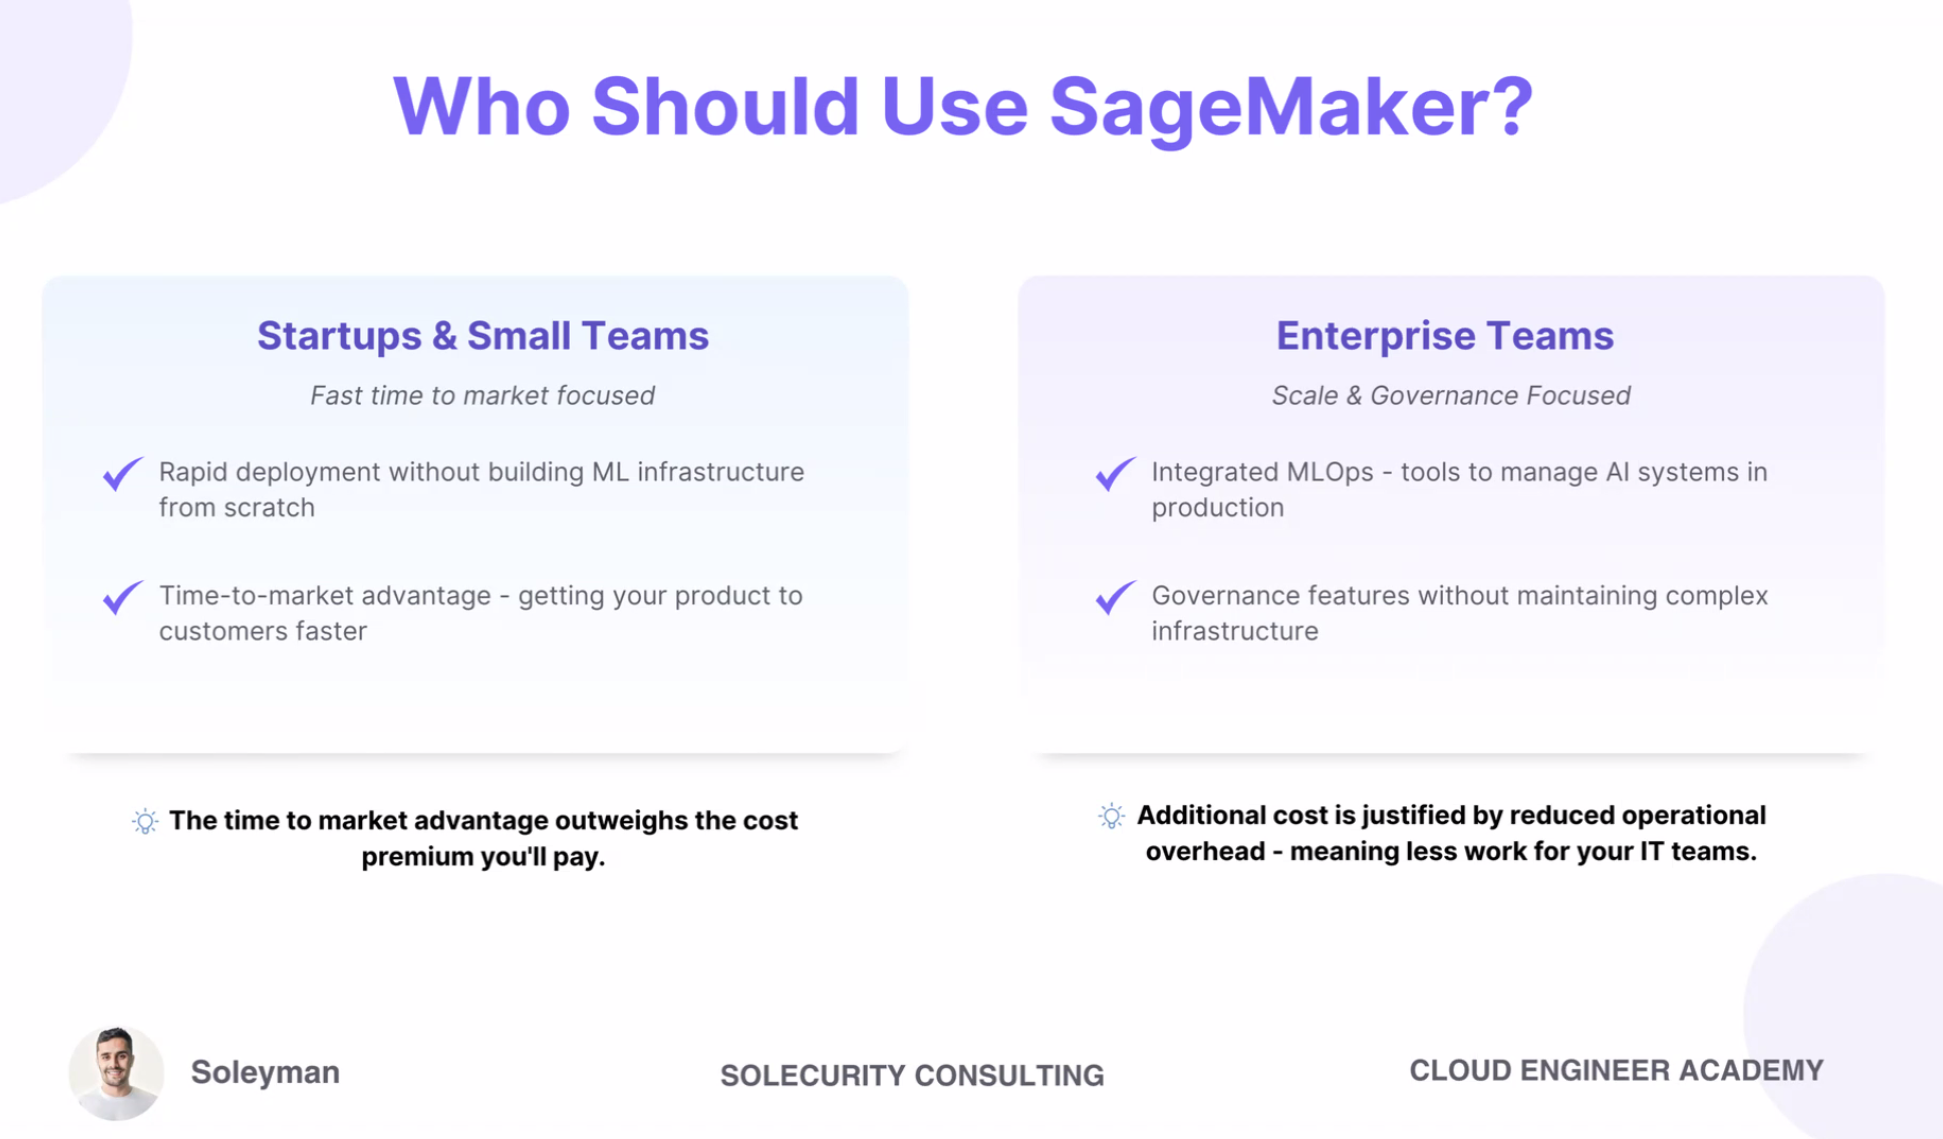 Who Should Use SageMaker?
Startups & Small Teams
Fast time to market focused
Rapid deployment without building ML infrastructure
from scratch
Time-to-market advantage - getting your product to
customers faster
The time to market advantage outweighs the cost
premium you'll pay.
Enterprise Teams
Scale & Governance Focused
Integrated MLOps - tools to manage AI systems in
production
Governance features without maintaining complex
infrastructure
Additional cost is justified by reduced operational
overhead - meaning less work for your IT teams.
Soleyman
SOLECURITY CONSULTING
CLOUD ENGINEER ACADEMY